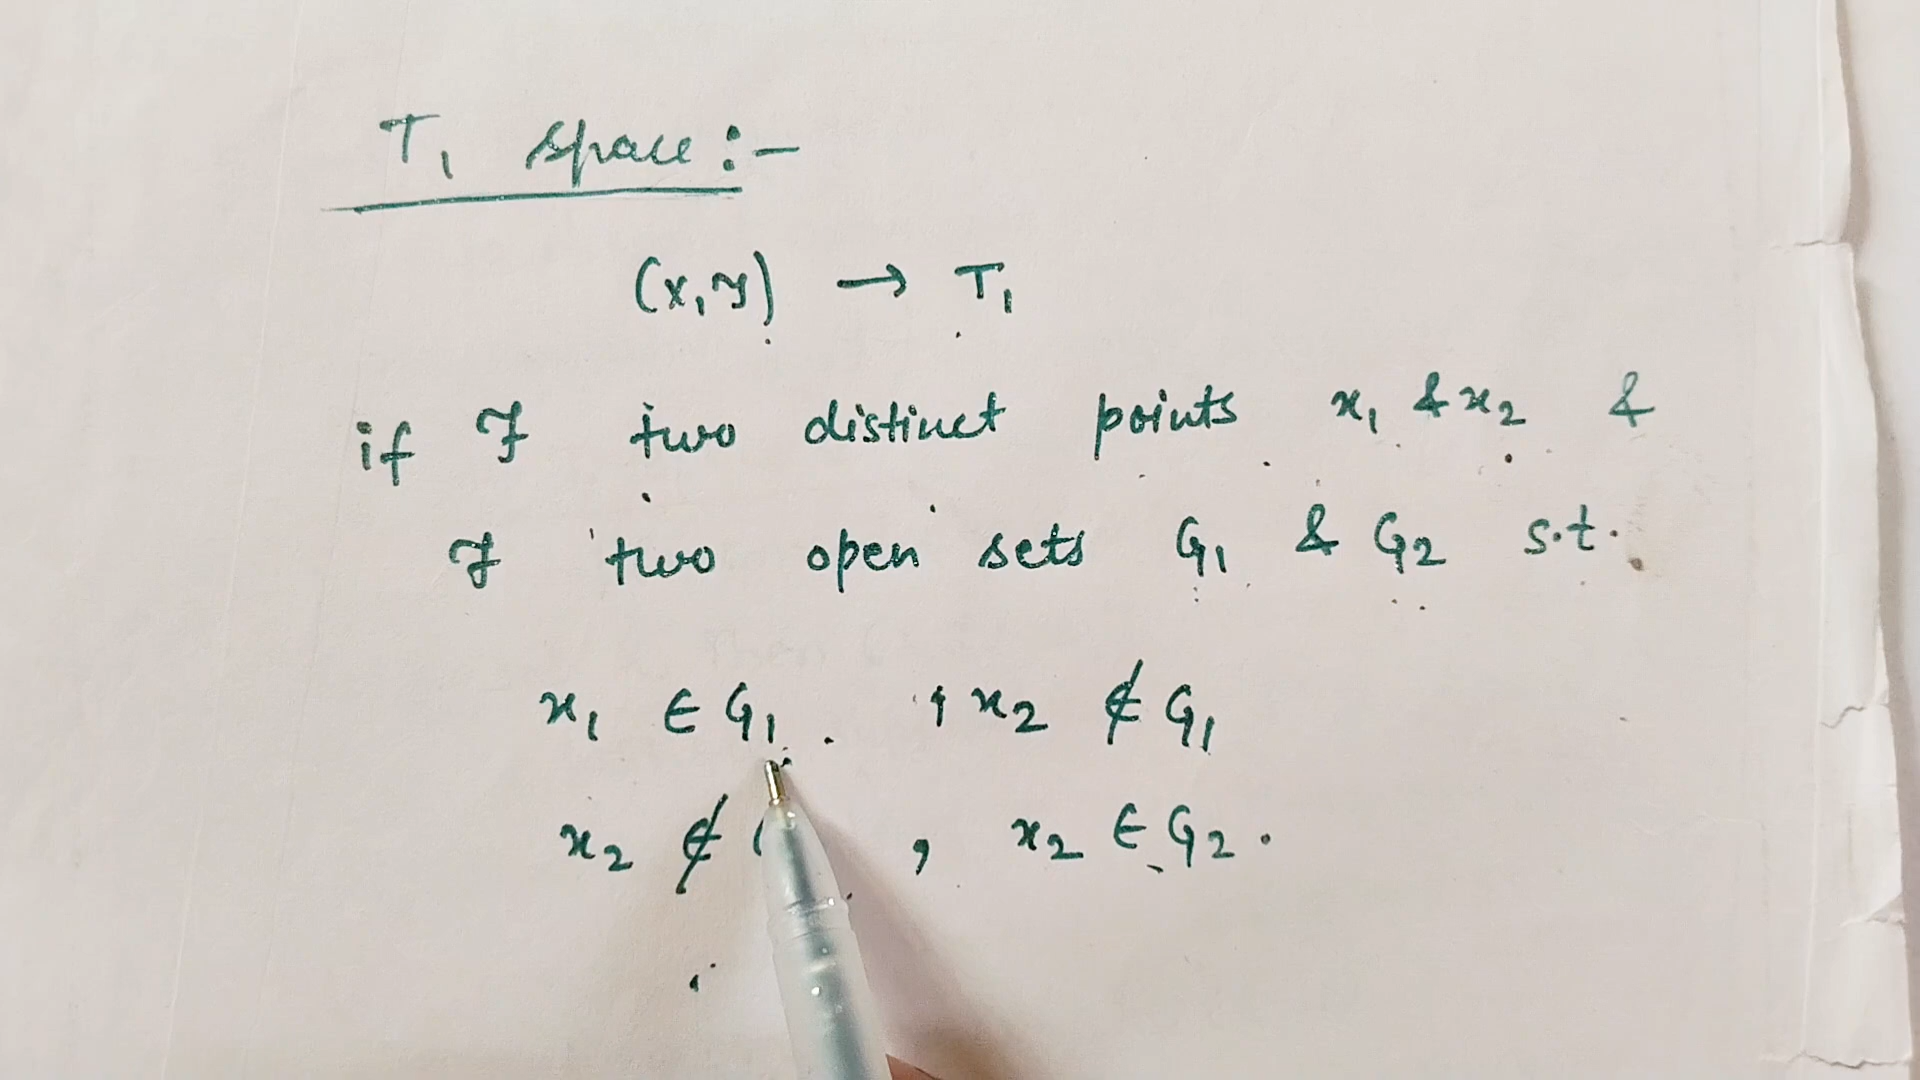 T₁ space :-
(X, ℑ) → T₁
if ∃ two distinct points x₁ & x₂ &
∃ two open sets G₁ & G₂ s.t.
x₁ ∈ G₁ , x₂ ∉ G₁
x₂ ∉ , x₂ ∈ G₂ .